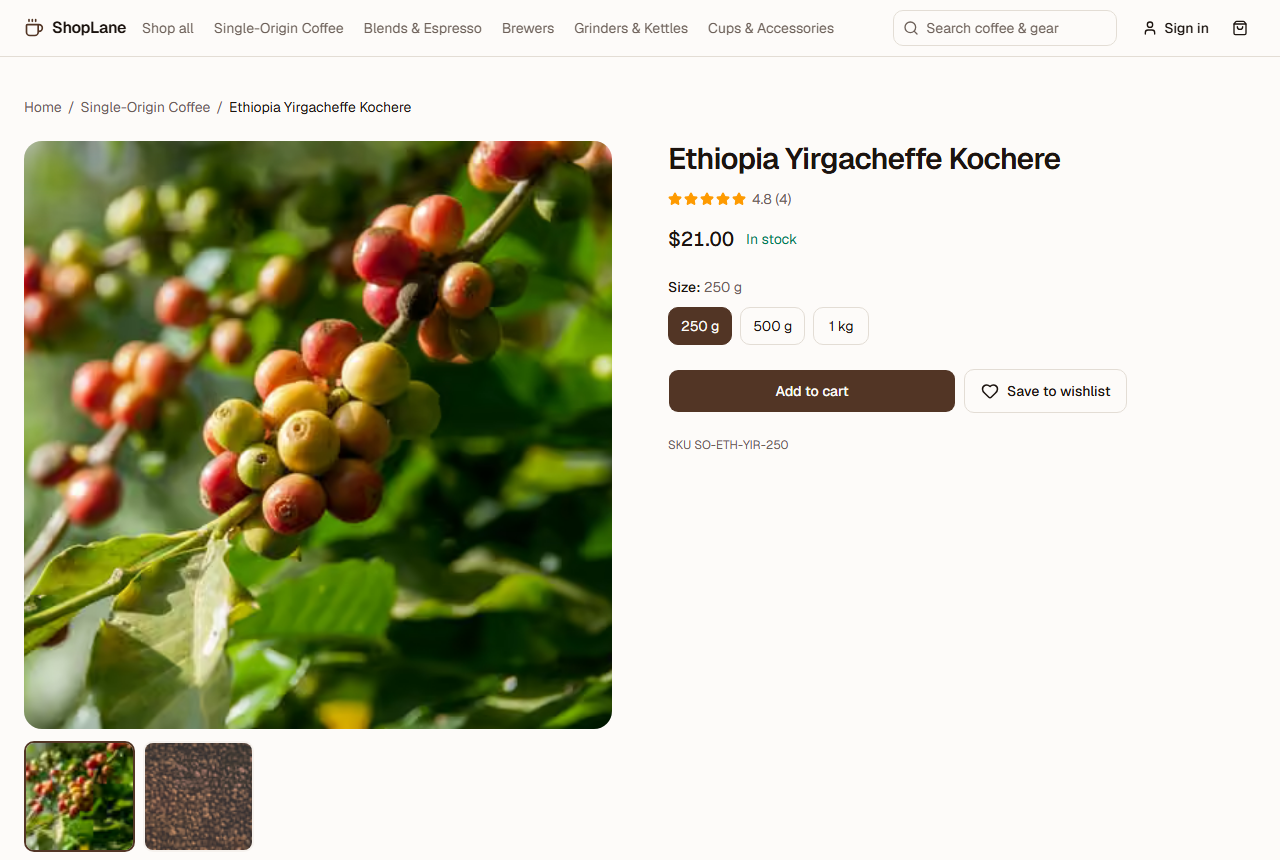 ShopLane Shop all Single-Origin Coffee Blends & Espresso Brewers Grinders & Kettles Cups & Accessories Search coffee & gear Sign in
Home / Single-Origin Coffee / Ethiopia Yirgacheffe Kochere
Ethiopia Yirgacheffe Kochere
4.8 (4)
$21.00 In stock
Size: 250 g
250 g 500 g 1 kg
Add to cart Save to wishlist
SKU SO-ETH-YIR-250